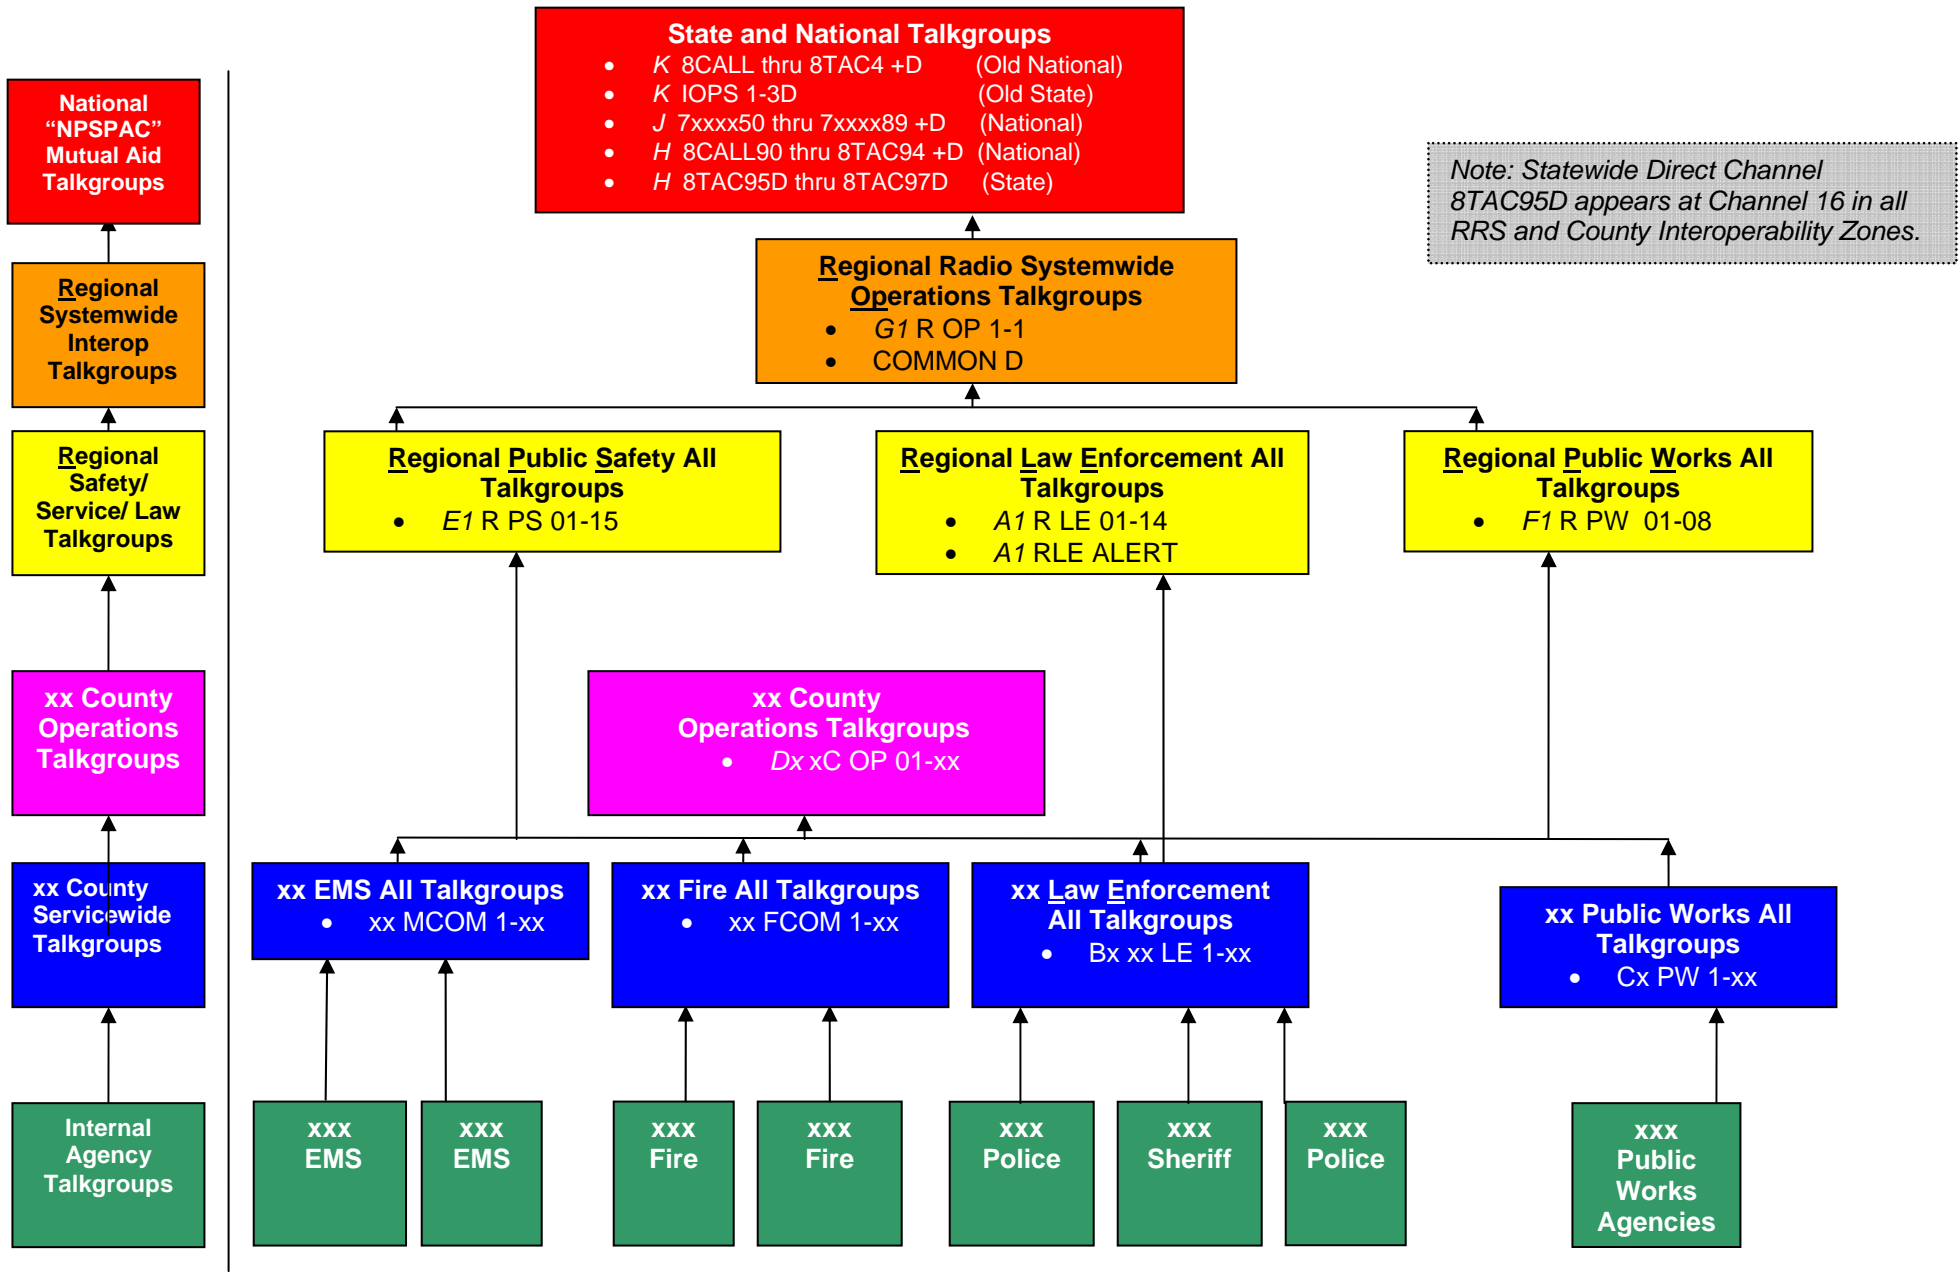 National
“NPSPAC”
Mutual Aid
Talkgroups
Regional
Systemwide
Interop
Talkgroups
Regional
Safety/
Service/ Law
Talkgroups
xx County
Operations
Talkgroups
xx County
Servicewide
Talkgroups
Internal
Agency
Talkgroups
State and National Talkgroups
• K 8CALL thru 8TAC4 +D (Old National)
• K IOPS 1-3D (Old State)
• J 7xxxx50 thru 7xxxx89 +D (National)
• H 8CALL90 thru 8TAC94 +D (National)
• H 8TAC95D thru 8TAC97D (State)
Note: Statewide Direct Channel
8TAC95D appears at Channel 16 in all
RRS and County Interoperability Zones.
Regional Radio Systemwide
Operations Talkgroups
• G1 R OP 1-1
• COMMON D
Regional Public Safety All
Talkgroups
• E1 R PS 01-15
Regional Law Enforcement All
Talkgroups
• A1 R LE 01-14
• A1 RLE ALERT
Regional Public Works All
Talkgroups
• F1 R PW 01-08
xx County
Operations Talkgroups
• Dx xC OP 01-xx
xx EMS All Talkgroups
• xx MCOM 1-xx
xx Fire All Talkgroups
• xx FCOM 1-xx
xx Law Enforcement
All Talkgroups
• Bx xx LE 1-xx
xx Public Works All
Talkgroups
• Cx PW 1-xx
xxx
EMS
xxx
EMS
xxx
Fire
xxx
Fire
xxx
Police
xxx
Sheriff
xxx
Police
xxx
Public
Works
Agencies